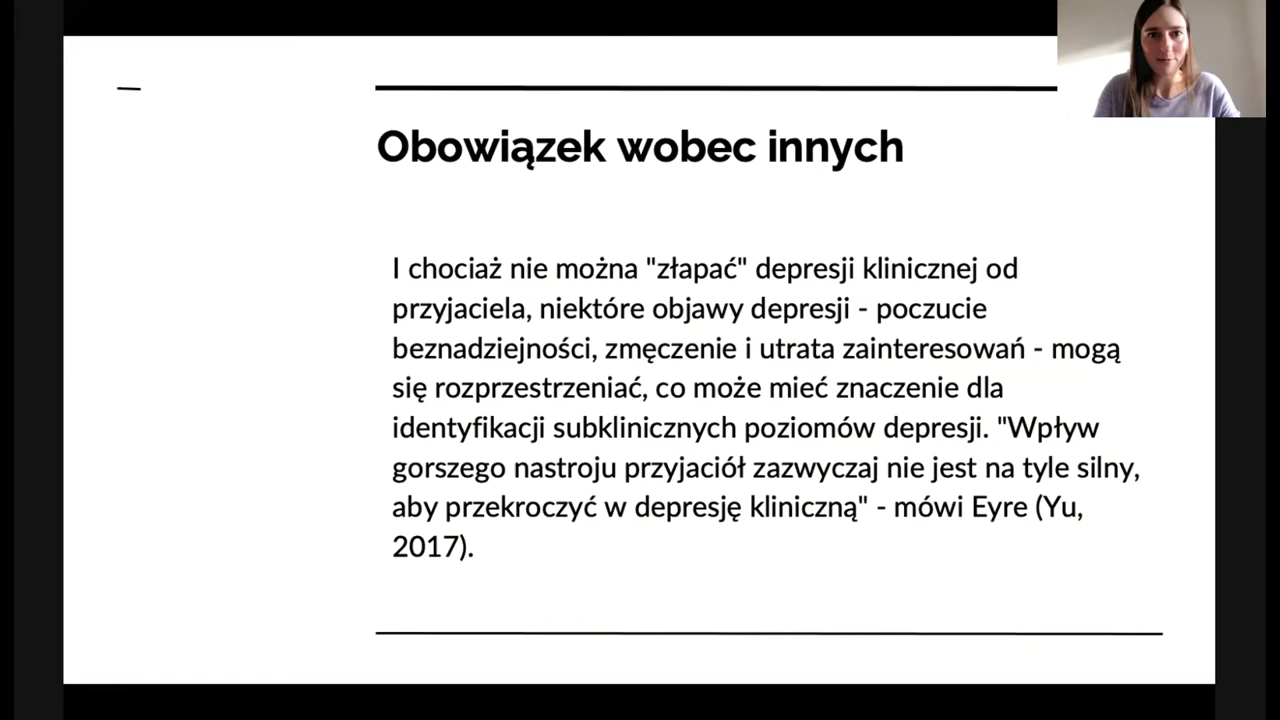 Obowiązek wobec innych
I chociaż nie można "złapać" depresji klinicznej od
przyjaciela, niektóre objawy depresji - poczucie
beznadziejności, zmęczenie i utrata zainteresowań - mogą
się rozprzestrzeniać, co może mieć znaczenie dla
identyfikacji subklinicznych poziomów depresji. "Wpływ
gorszego nastroju przyjaciół zazwyczaj nie jest na tyle silny,
aby przekroczyć w depresję kliniczną" - mówi Eyre (Yu,
2017).